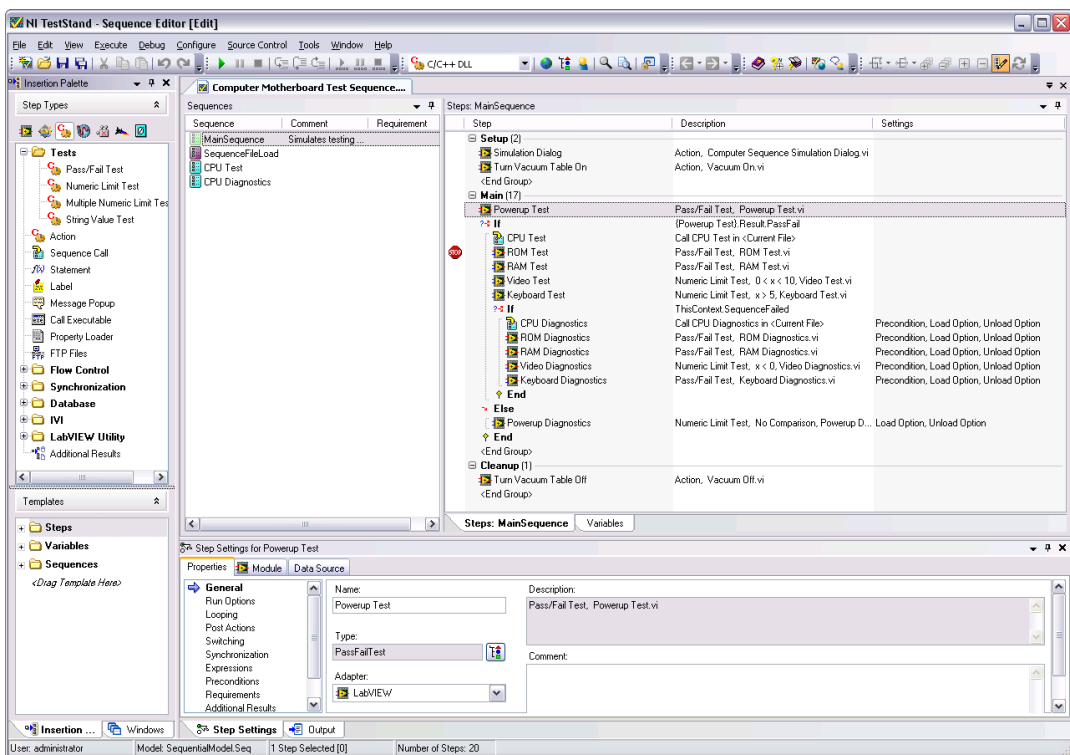 NI TestStand - Sequence Editor [Edit]
File Edit View Execute Debug Configure Source Control Tools Window Help
C/C++ DLL
Insertion Palette
Step Types
Tests
Pass/Fail Test
Numeric Limit Test
Multiple Numeric Limit Tes
String Value Test
Action
Sequence Call
Statement
Label
Message Popup
Call Executable
Property Loader
FTP Files
Flow Control
Synchronization
Database
IVI
LabVIEW Utility
Additional Results
Templates
Steps
Variables
Sequences
<Drag Template Here>
Insertion ... Windows
Computer Motherboard Test Sequence....
Sequences
Sequence Comment Requirement
MainSequence Simulates testing ...
SequenceFileLoad
CPU Test
CPU Diagnostics
Steps: MainSequence
Step Description Settings
Setup (2)
Simulation Dialog Action, Computer Sequence Simulation Dialog.vi
Turn Vacuum Table On Action, Vacuum On.vi
<End Group>
Main (17)
Powerup Test Pass/Fail Test, Powerup Test.vi
If {Powerup Test}.Result.PassFail
CPU Test Call CPU Test in <Current File>
STOP ROM Test Pass/Fail Test, ROM Test.vi
RAM Test Pass/Fail Test, RAM Test.vi
Video Test Numeric Limit Test, 0 < x < 10, Video Test.vi
Keyboard Test Numeric Limit Test, x > 5, Keyboard Test.vi
If ThisContext.SequenceFailed
CPU Diagnostics Call CPU Diagnostics in <Current File> Precondition, Load Option, Unload Option
ROM Diagnostics Pass/Fail Test, ROM Diagnostics.vi Precondition, Load Option, Unload Option
RAM Diagnostics Pass/Fail Test, RAM Diagnostics.vi Precondition, Load Option, Unload Option
Video Diagnostics Numeric Limit Test, x < 0, Video Diagnostics.vi Precondition, Load Option, Unload Option
Keyboard Diagnostics Pass/Fail Test, Keyboard Diagnostics.vi Precondition, Load Option, Unload Option
End
Else
Powerup Diagnostics Numeric Limit Test, No Comparison, Powerup D... Load Option, Unload Option
End
<End Group>
Cleanup (1)
Turn Vacuum Table Off Action, Vacuum Off.vi
<End Group>
Steps: MainSequence Variables
Step Settings for Powerup Test
Properties Module Data Source
General
Run Options
Looping
Post Actions
Switching
Synchronization
Expressions
Preconditions
Requirements
Additional Results
Name:
Powerup Test
Type:
PassFailTest
Adapter:
LabVIEW
Description:
Pass/Fail Test, Powerup Test.vi
Comment:
Step Settings Output
User: administrator Model: SequentialModel.Seq 1 Step Selected [0] Number of Steps: 20